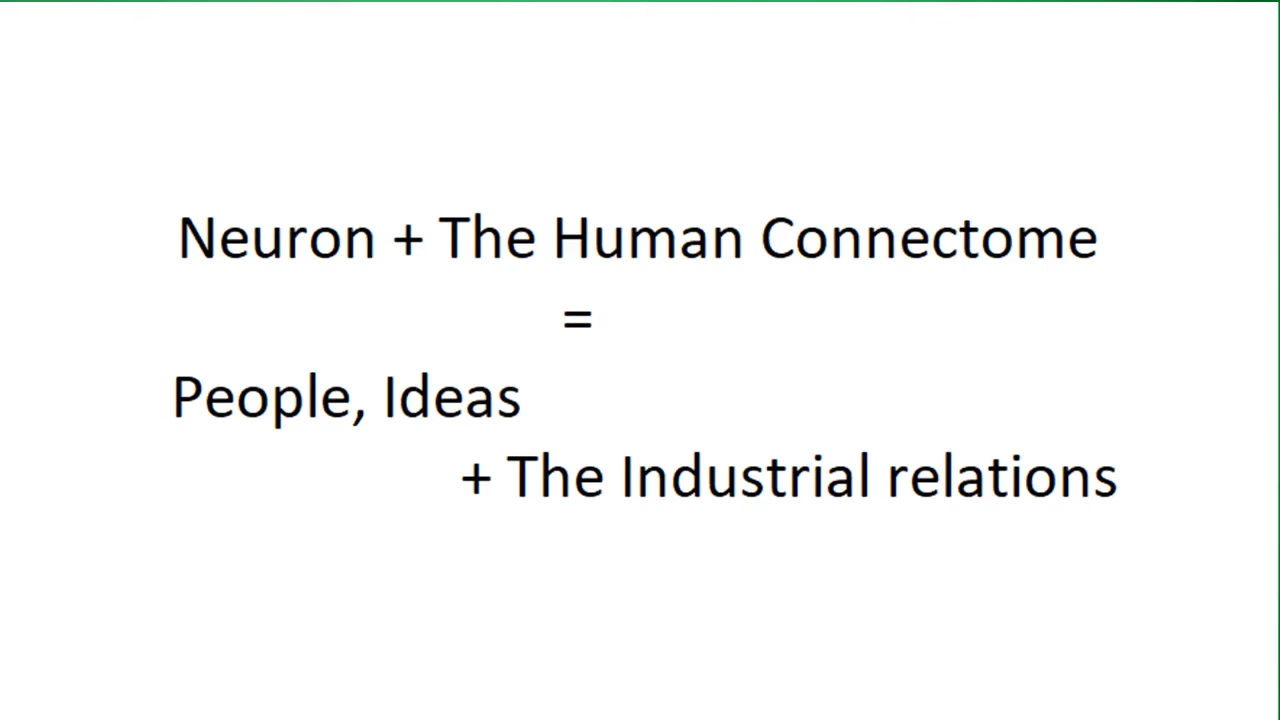 Neuron + The Human Connectome
=
People, Ideas
+ The Industrial relations